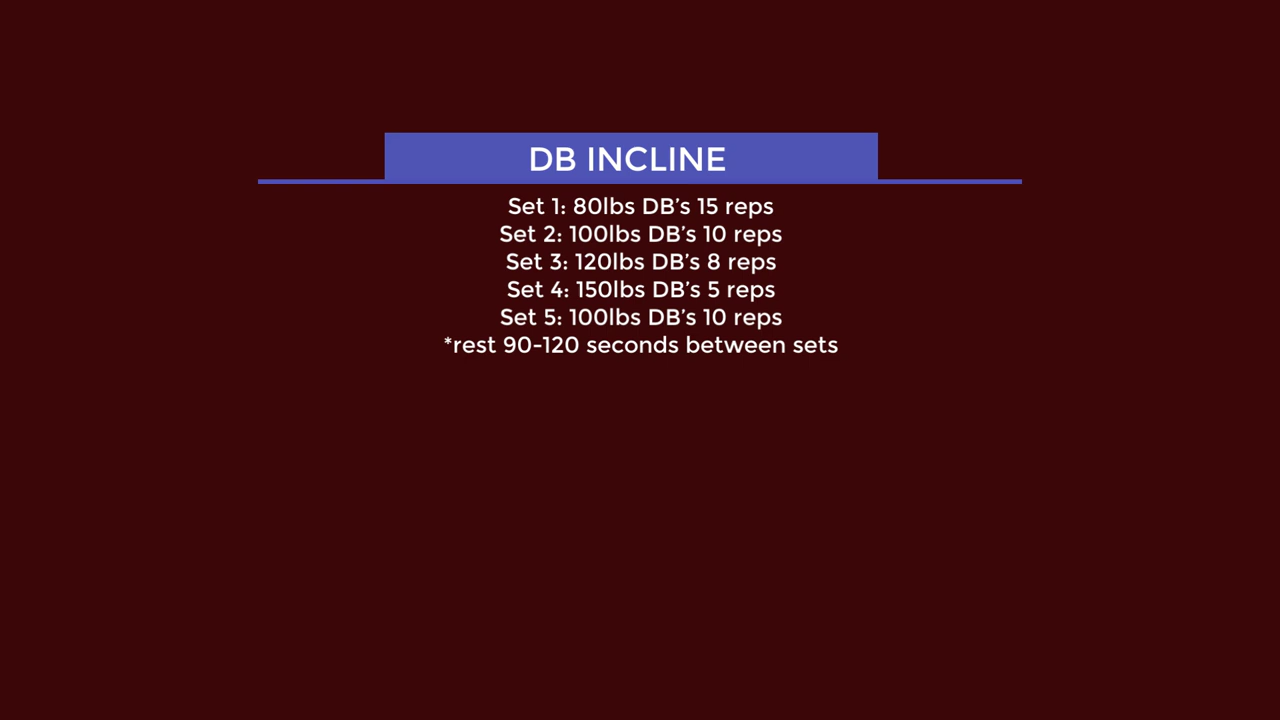 DB INCLINE
Set 1: 80lbs DB’s 15 reps
Set 2: 100lbs DB’s 10 reps
Set 3: 120lbs DB’s 8 reps
Set 4: 150lbs DB’s 5 reps
Set 5: 100lbs DB’s 10 reps
*rest 90-120 seconds between sets